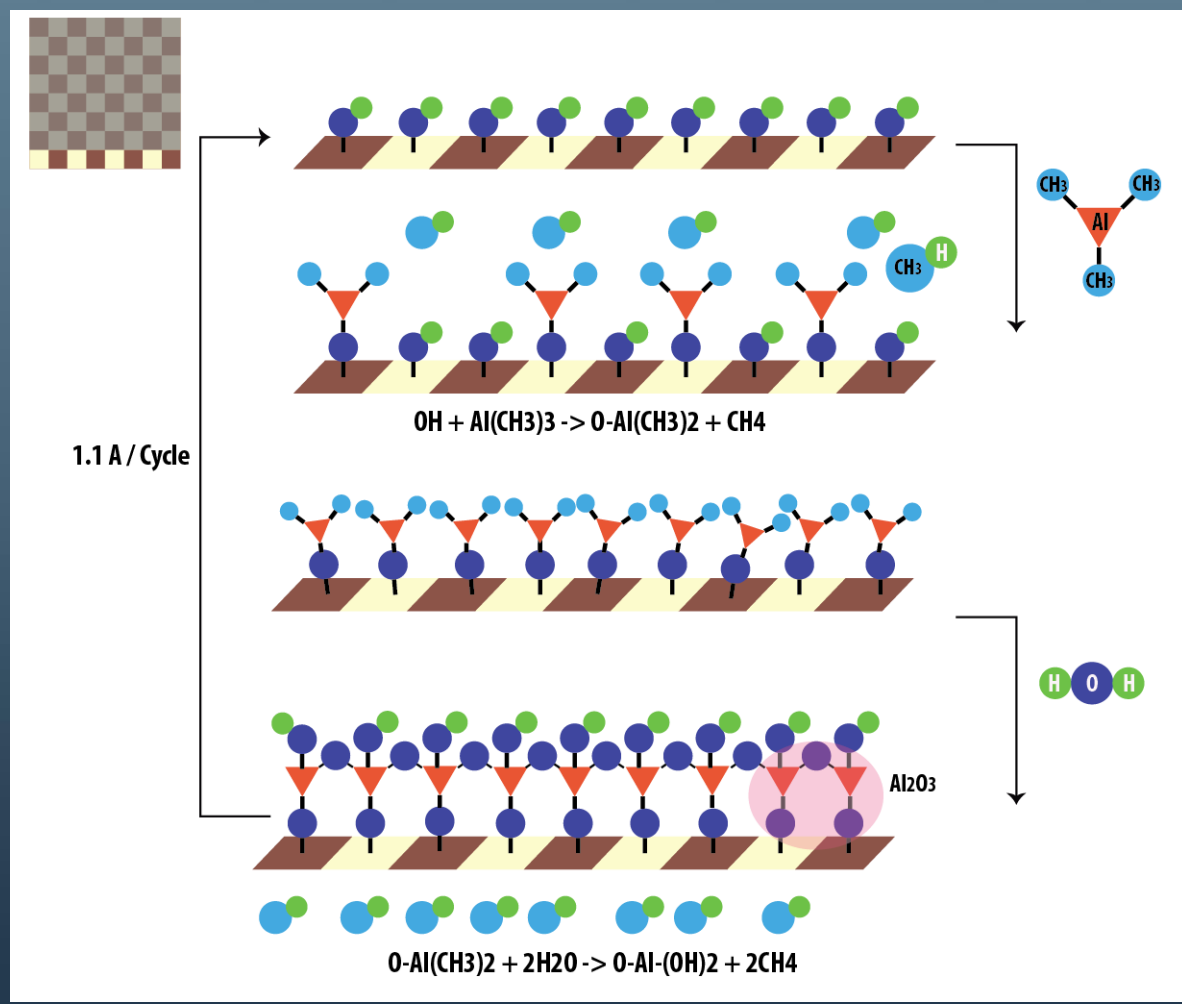 CH3
CH3
Al
CH3
CH3
H
OH + Al(CH3)3 -> O-Al(CH3)2 + CH4
1.1 A / Cycle
H O H
Al2O3
O-Al(CH3)2 + 2H2O -> O-Al-(OH)2 + 2CH4